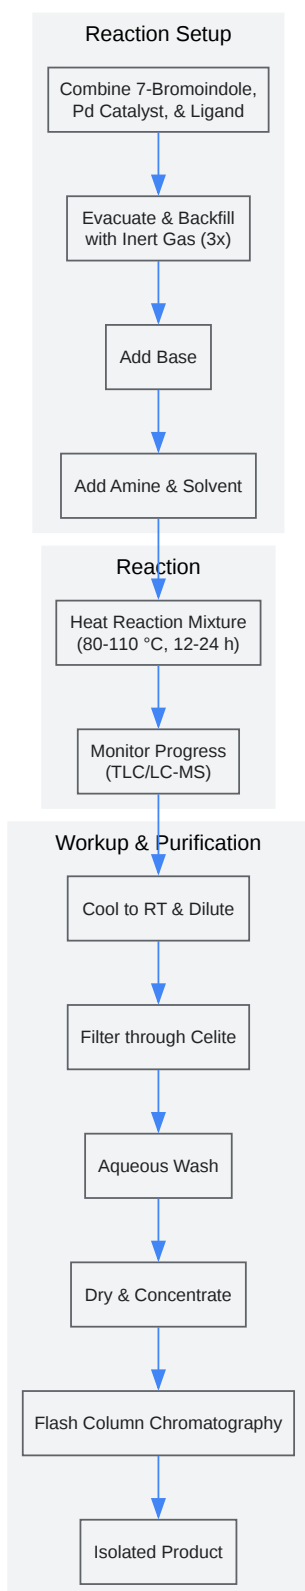 Reaction Setup
Combine 7-Bromoindole,
Pd Catalyst, & Ligand
Evacuate & Backfill
with Inert Gas (3x)
Add Base
Add Amine & Solvent
Reaction
Heat Reaction Mixture
(80-110 °C, 12-24 h)
Monitor Progress
(TLC/LC-MS)
Workup & Purification
Cool to RT & Dilute
Filter through Celite
Aqueous Wash
Dry & Concentrate
Flash Column Chromatography
Isolated Product